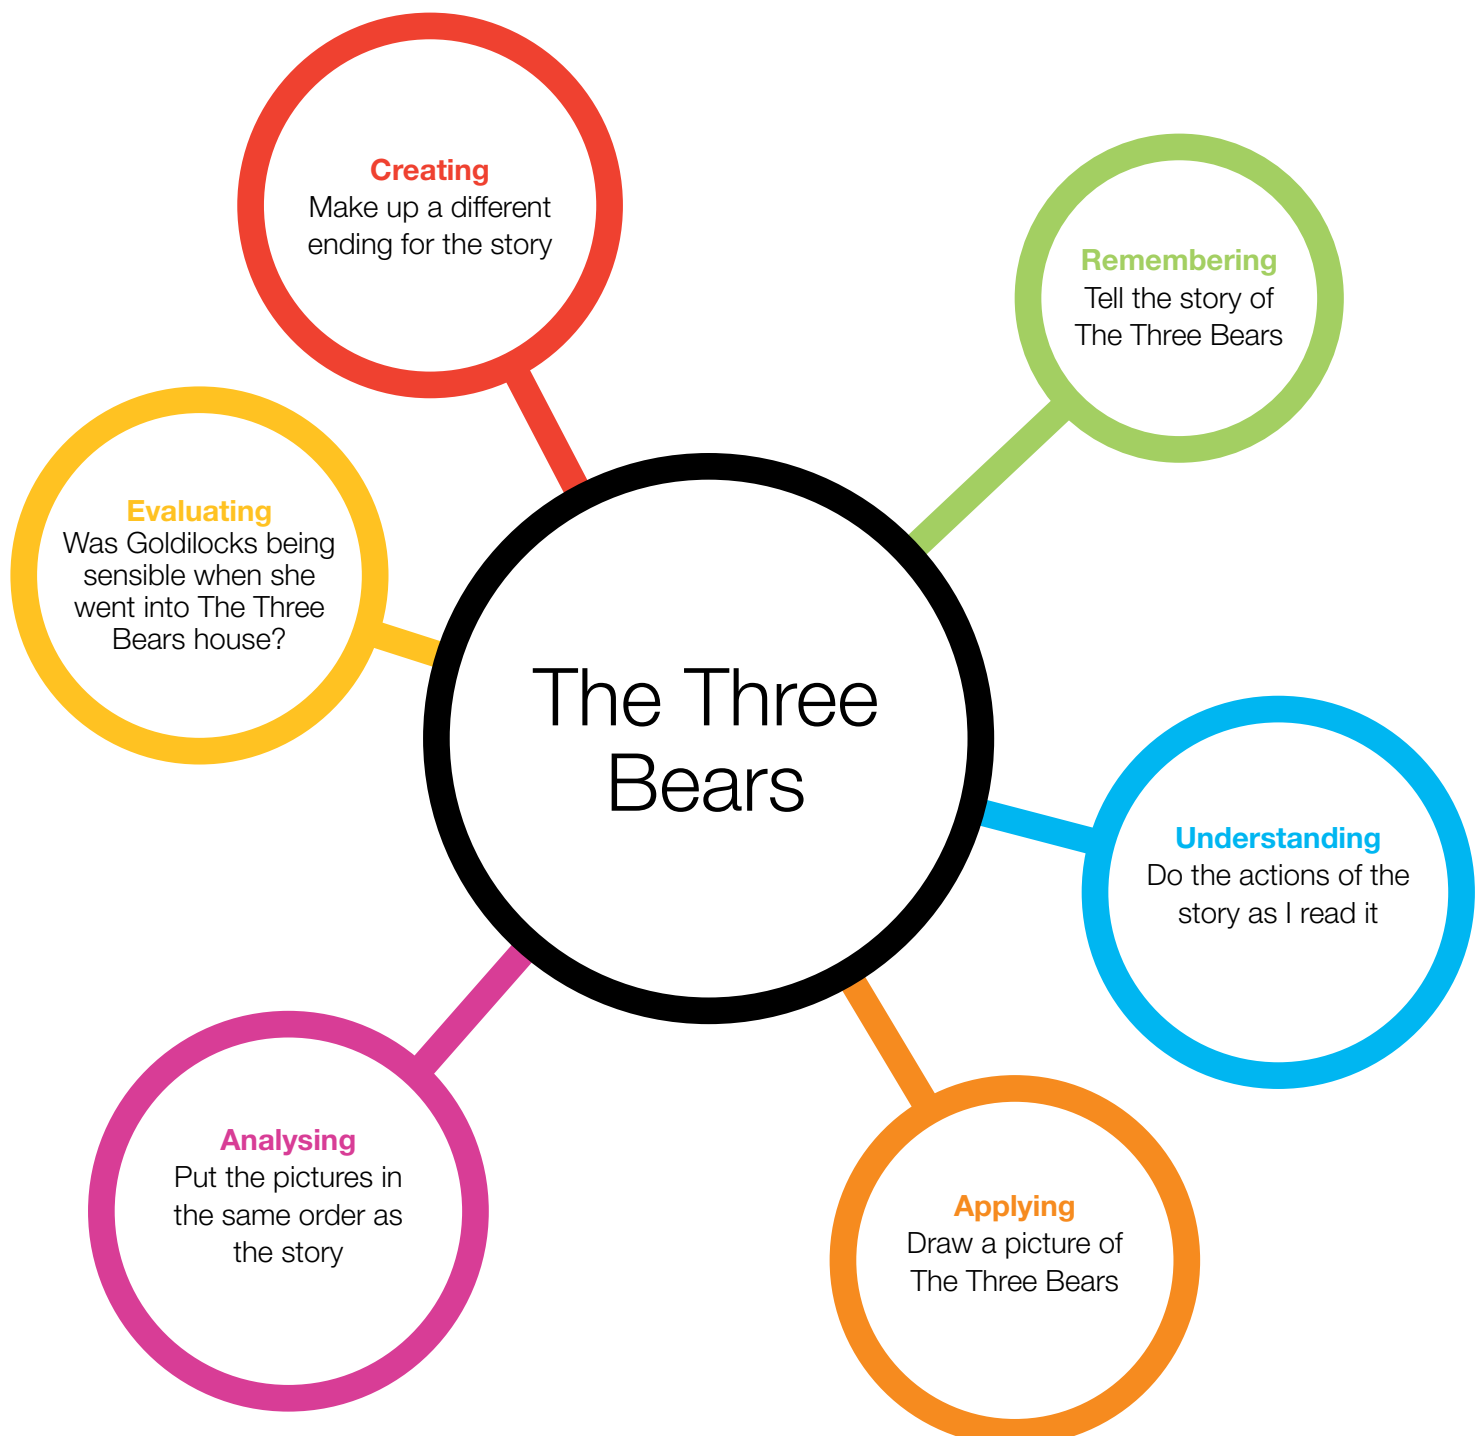 Creating
Make up a different
ending for the story
Remembering
Tell the story of
The Three Bears
Evaluating
Was Goldilocks being
sensible when she
went into The Three
Bears house?
The Three
Bears
Understanding
Do the actions of the
story as I read it
Analysing
Put the pictures in
the same order as
the story
Applying
Draw a picture of
The Three Bears